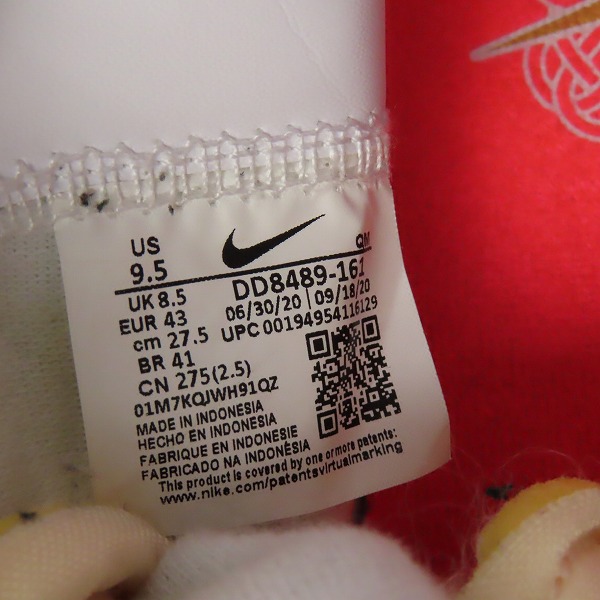 US
9.5
QM
DD8489-161
UK 8.5
06/30/20 | 09/18/20
EUR 43
UPC 00194954116129
cm 27.5
BR 41
CN 275(2.5)
01M7KQJWH91QZ
MADE IN INDONESIA
HECHO EN INDONESIA
FABRIQUE EN INDONESIE
FABRICADO NA INDONÉSIA
This product is covered by one or more patents:
www.nike.com/patentsvirtualmarking